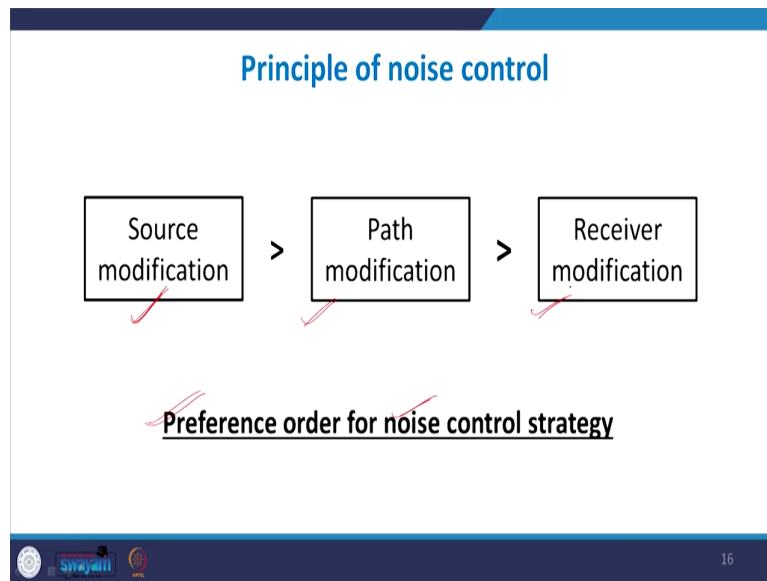 Principle of noise control
Source
modification
>
Path
modification
>
Receiver
modification
Preference order for noise control strategy
swayam
16